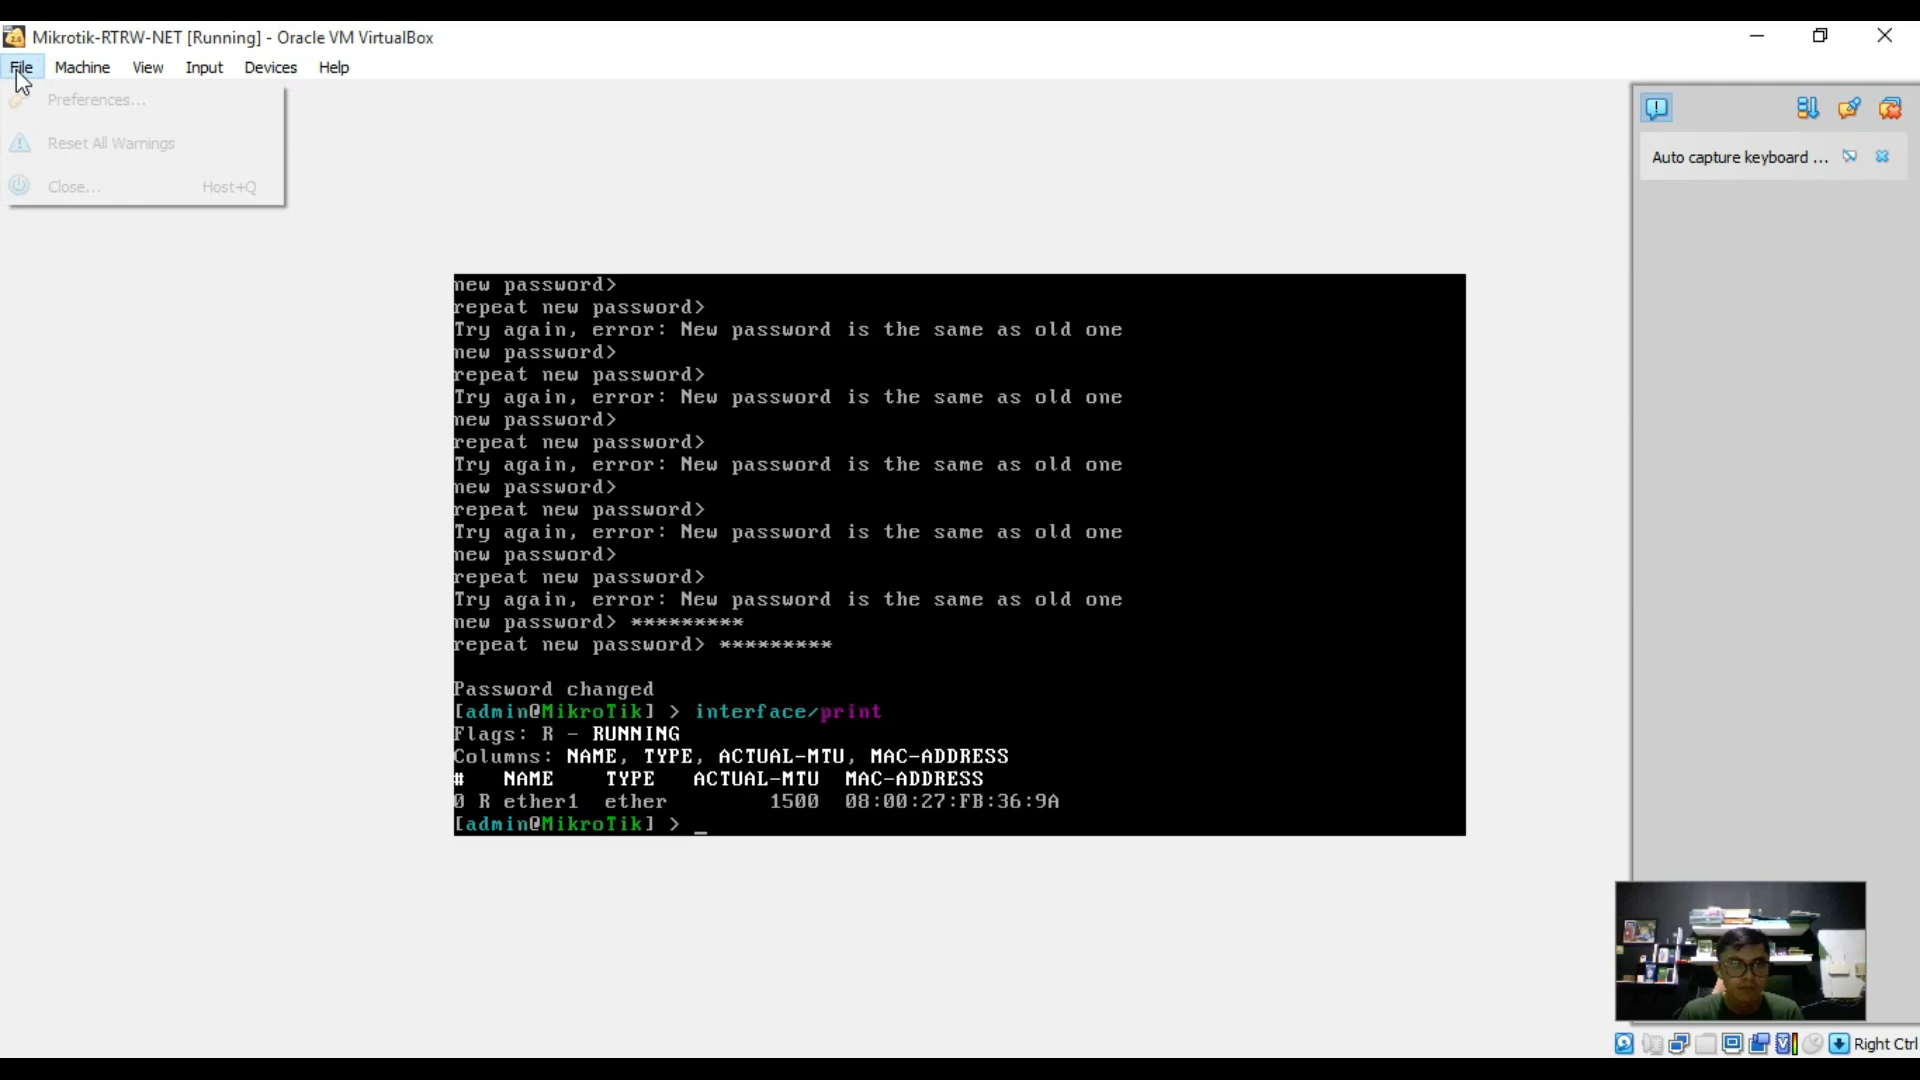 Mikrotik-RTRW-NET [Running] - Oracle VM VirtualBox
File Machine View Input Devices Help
Preferences...
Reset All Warnings
Close... Host+Q
Auto capture keyboard ...
new password>
repeat new password>
Try again, error: New password is the same as old one
new password>
repeat new password>
Try again, error: New password is the same as old one
new password>
repeat new password>
Try again, error: New password is the same as old one
new password>
repeat new password>
Try again, error: New password is the same as old one
new password>
repeat new password>
Try again, error: New password is the same as old one
new password> *********
repeat new password> *********
Password changed
[admin@MikroTik] > interface/print
Flags: R - RUNNING
Columns: NAME, TYPE, ACTUAL-MTU, MAC-ADDRESS
# NAME TYPE ACTUAL-MTU MAC-ADDRESS
0 R ether1 ether 1500 08:00:27:FB:36:9A
[admin@MikroTik] > _
Right Ctrl